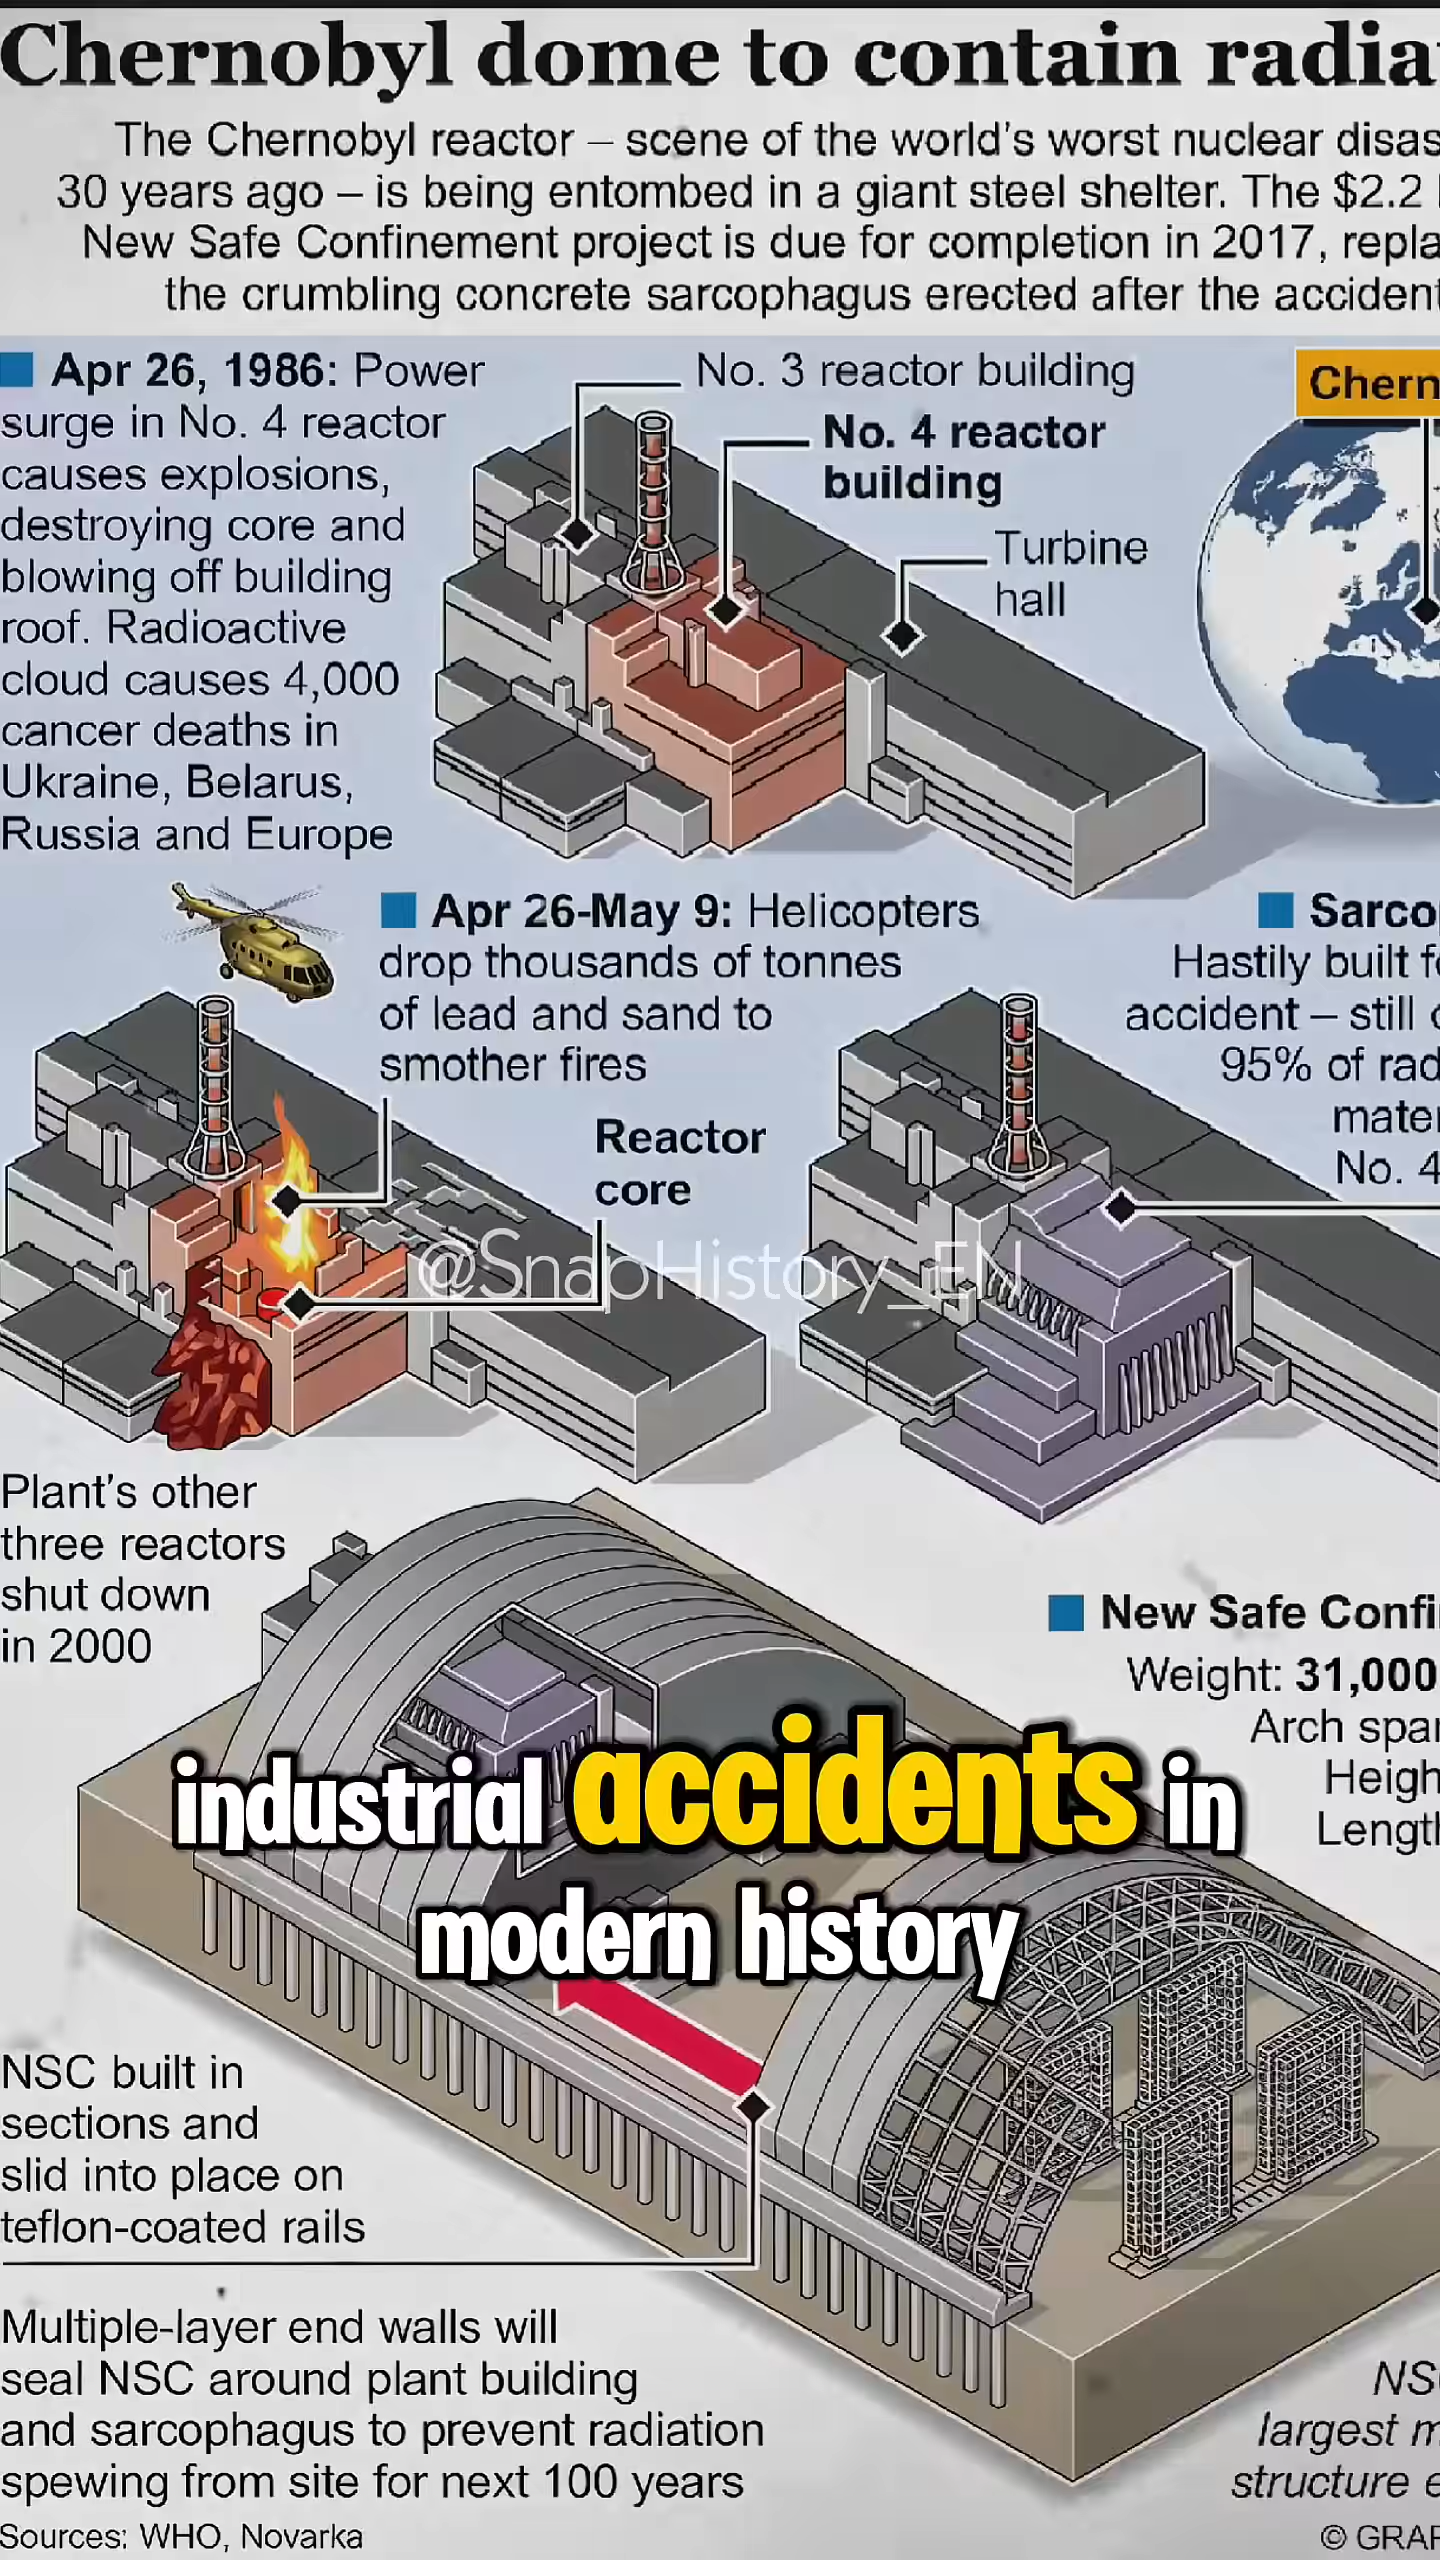 Chernobyl dome to contain
The Chernobyl reactor – scene of the world's worst nuclear
30 years ago – is being entombed in a giant steel shelter. The $2.2
New Safe Confinement project is due for completion in 2017,
the crumbling concrete sarcophagus erected after the accident
Apr 26, 1986: Power
surge in No. 4 reactor
causes explosions,
destroying core and
blowing off building
roof. Radioactive
cloud causes 4,000
cancer deaths in
Ukraine, Belarus,
Russia and Europe
No. 3 reactor building
No. 4 reactor
building
Turbine
hall
Chern
Apr 26-May 9: Helicopters
drop thousands of tonnes
of lead and sand to
smother fires
Reactor
core
Sarco
Hastily built
accident – still
95% of rad
mater
No. 4
@SnapHistory_EN
Plant's other
three reactors
shut down
in 2000
New Safe Confi
Weight: 31,000
Arch spa
Heigh
Length
industrial accidents in
modern history
NSC built in
sections and
slid into place on
teflon-coated rails
Multiple-layer end walls will
seal NSC around plant building
and sarcophagus to prevent radiation
spewing from site for next 100 years
Sources: WHO, Novarka
NS
largest
structure
© GRA